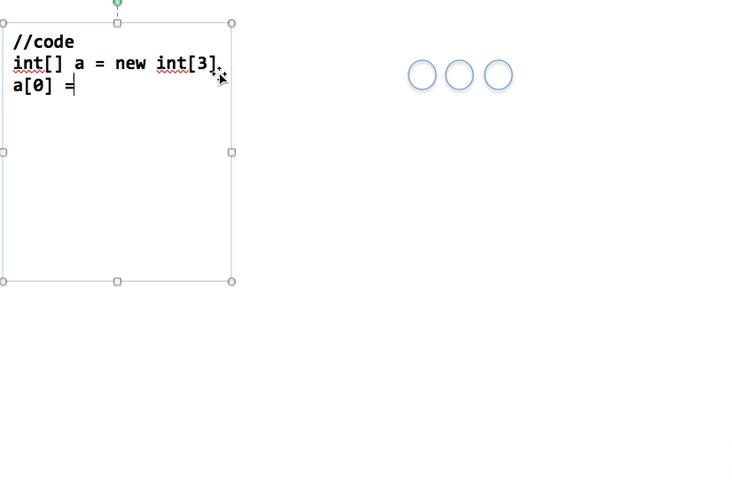 //code
int[] a = new int[3];
a[0] =